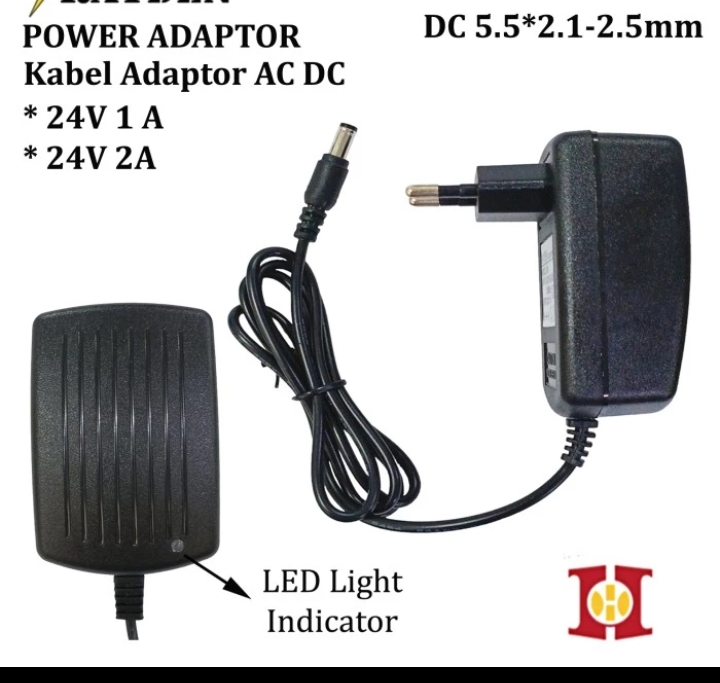 POWER ADAPTOR
Kabel Adaptor AC DC
* 24V 1 A
* 24V 2A
DC 5.5*2.1-2.5mm
LED Light
Indicator